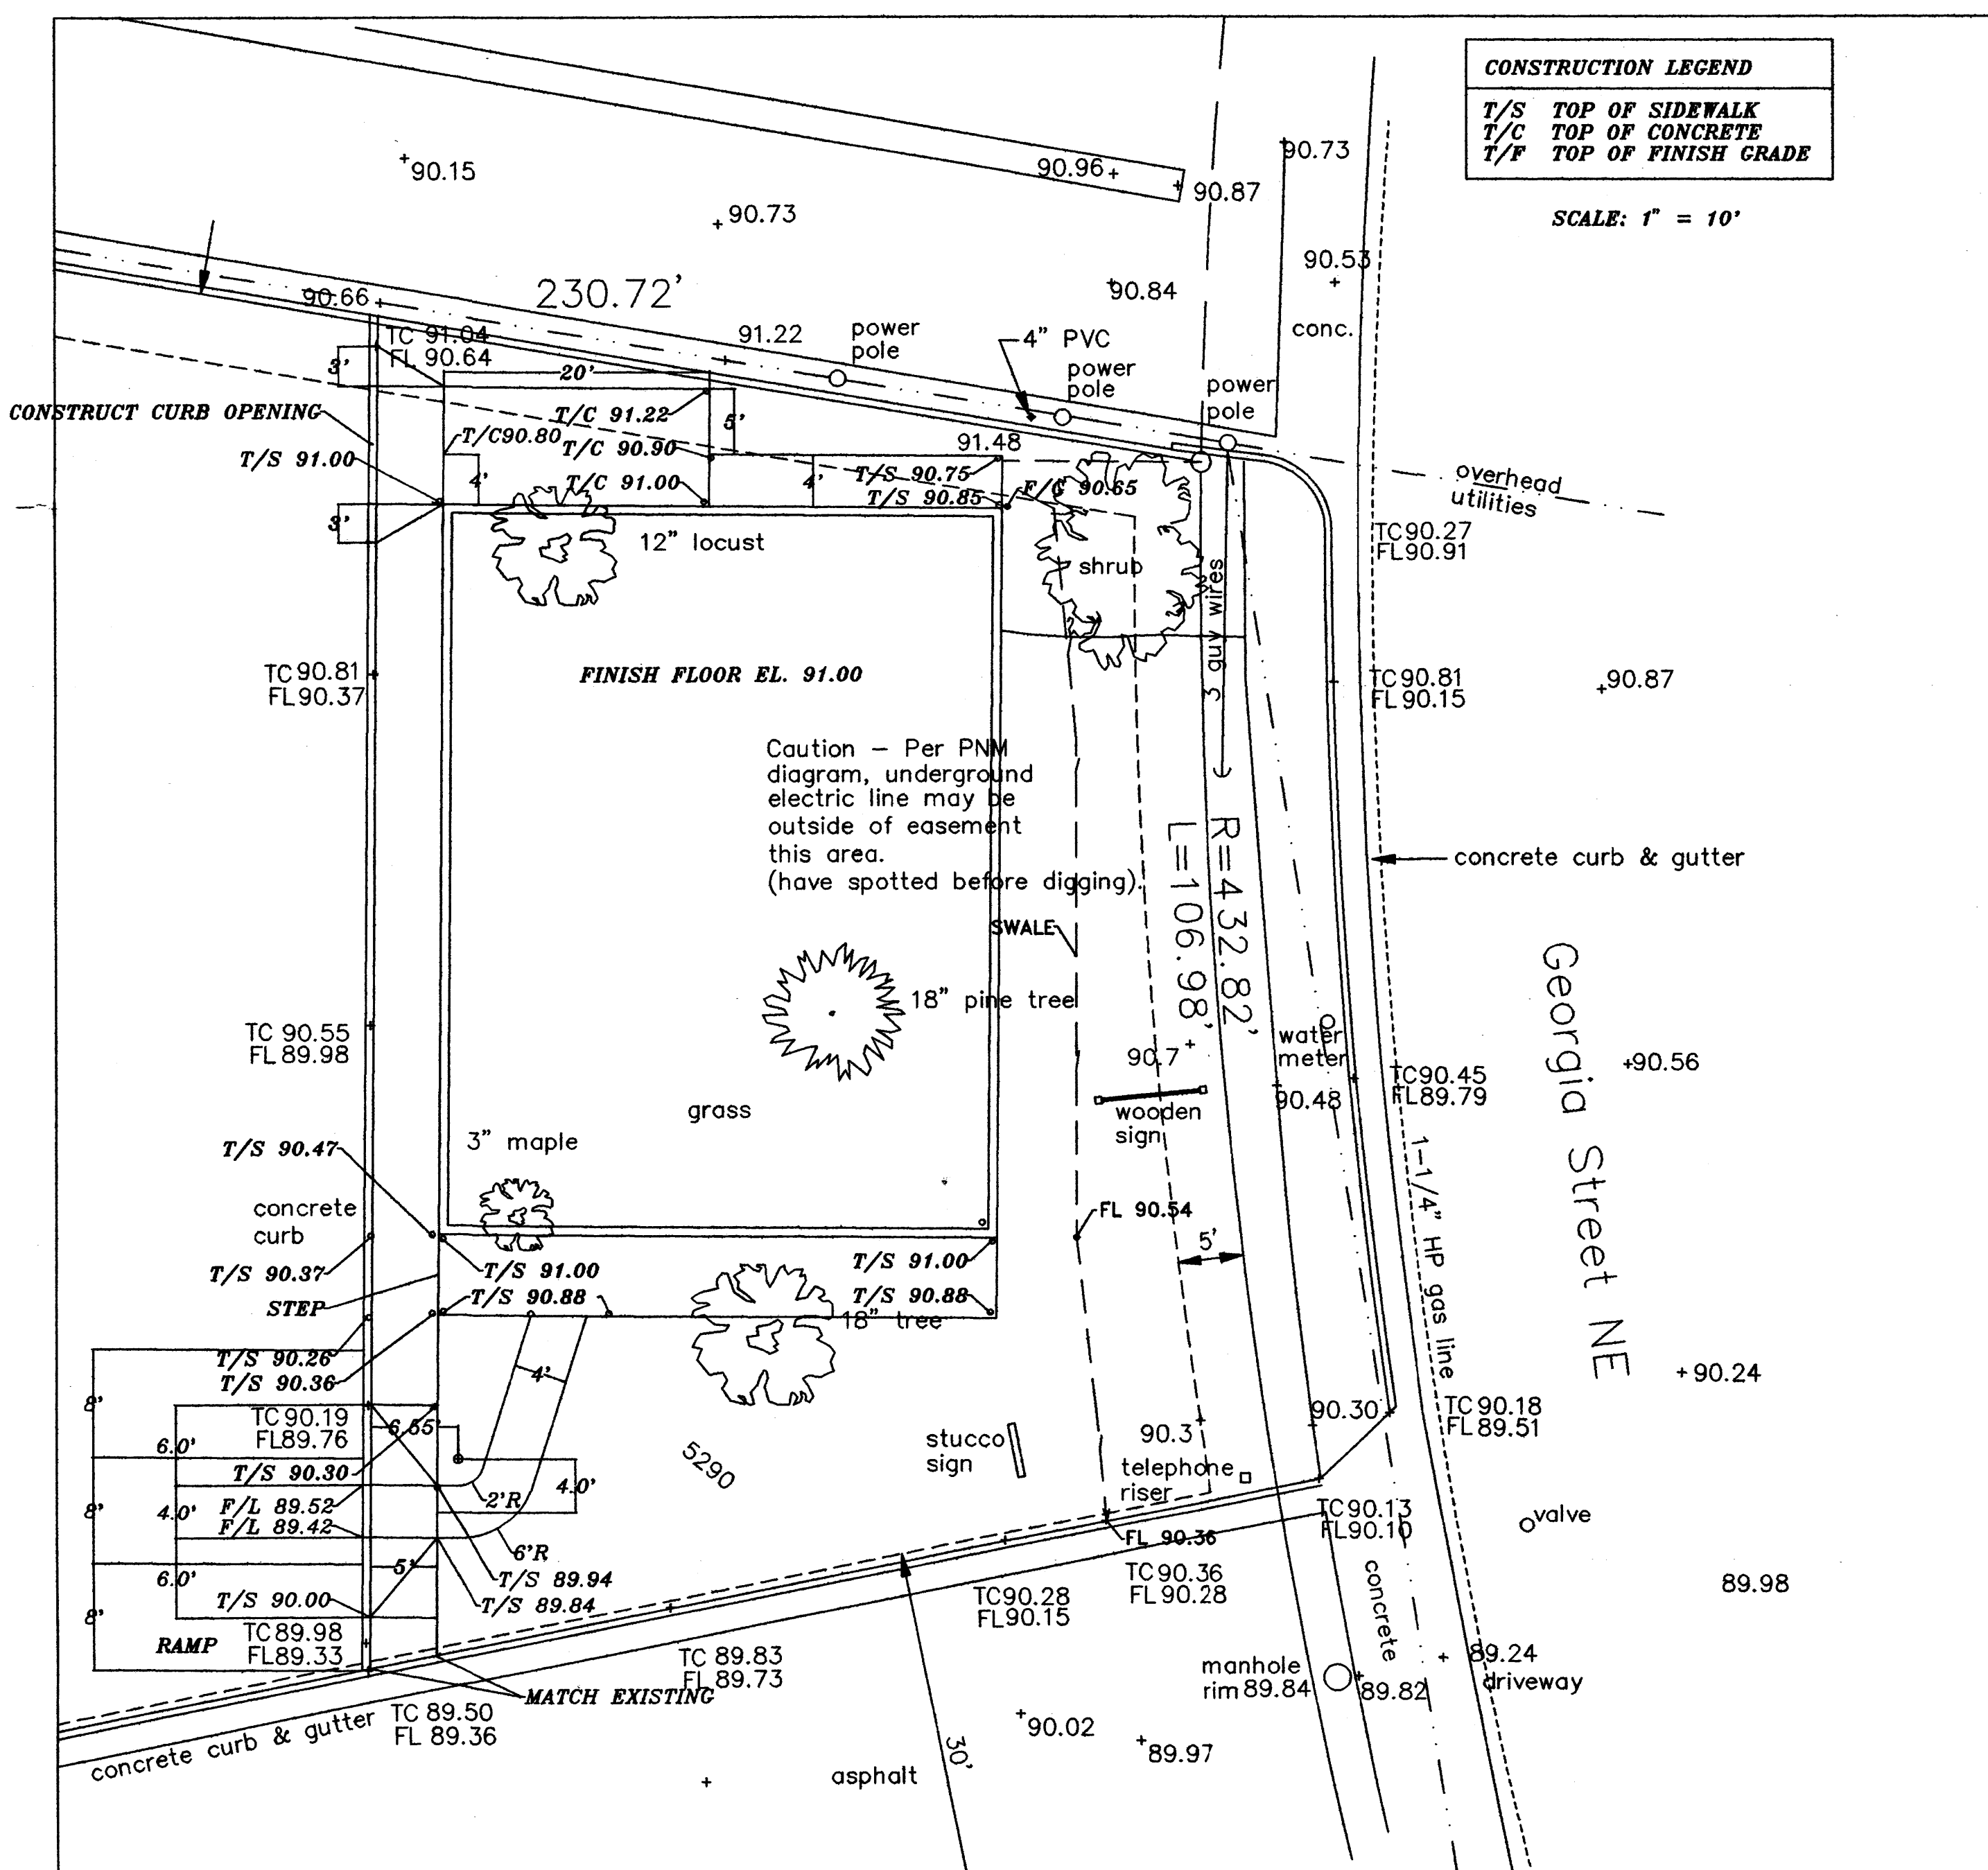 CONSTRUCTION LEGEND
T/S TOP OF SIDEWALK
T/C TOP OF CONCRETE
T/F TOP OF FINISH GRADE
SCALE: 1" = 10'
90.15
90.73
90.96
90.87
90.73
90.84
90.53
conc.
230.72'
90.66
TC 91.04
FL 90.64
91.22
power
pole
4" PVC
power
pole
power
pole
3'
20'
CONSTRUCT CURB OPENING
T/C 91.22
5'
T/C90.80
T/C 90.90
91.48
T/S 91.00
4'
T/C 91.00
4'
T/S 90.75
T/S 90.85
F/G 90.65
overhead
utilities
3'
12" locust
shrub
TC90.27
FL90.91
3 guy wires
TC90.81
FL90.37
FINISH FLOOR EL. 91.00
TC90.81
FL90.15
90.87
Caution – Per PNM
diagram, underground
electric line may be
outside of easement
this area.
(have spotted before digging).
R=432.82'
L=106.98'
concrete curb & gutter
SWALE
18" pine tree
Georgia Street NE
TC 90.55
FL 89.98
90.7
water
meter
90.48
TC90.45
FL89.79
90.56
wooden
sign
grass
3" maple
T/S 90.47
1-1/4" HP gas line
concrete
curb
FL 90.54
5'
T/S 90.37
T/S 91.00
T/S 91.00
STEP
T/S 90.88
T/S 90.88
18" tree
T/S 90.26
T/S 90.36
4'
90.24
8'
TC 90.19
FL89.76
6.55'
6.0'
T/S 90.30
5290
stucco
sign
90.3
90.30
TC 90.18
FL89.51
telephone
riser
4.0'
2'R
F/L 89.52
8'
4.0'
F/L 89.42
TC90.13
FL90.10
valve
6'R
FL 90.36
5'
6.0'
T/S 89.94
T/S 90.00
T/S 89.84
TC90.28
FL90.15
TC90.36
FL90.28
concrete
89.98
8'
RAMP
TC89.98
FL89.33
TC 89.83
FL 89.73
manhole
rim 89.84
89.82
89.24
driveway
MATCH EXISTING
TC 89.50
FL 89.36
concrete curb & gutter
90.02
89.97
30'
asphalt